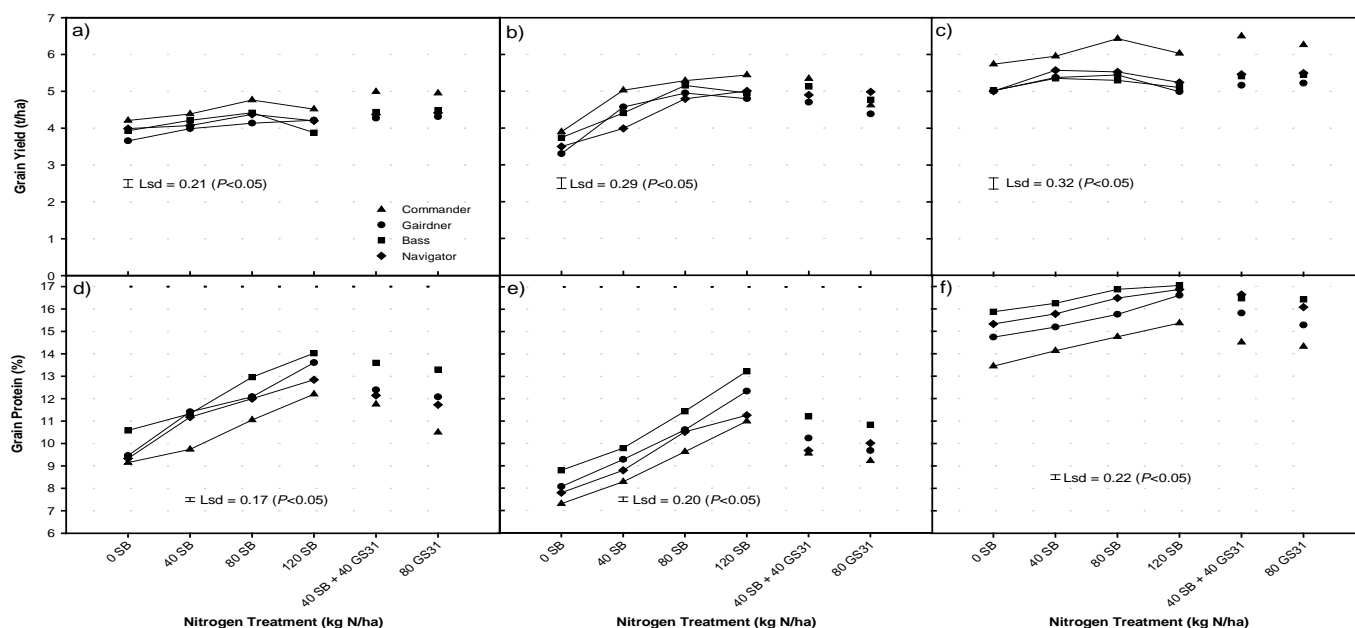 a)
b)
c)
Grain Yield (t/ha)
7
6
5
4
3
2
1
0
Lsd = 0.21 (P<0.05)
Lsd = 0.29 (P<0.05)
Lsd = 0.32 (P<0.05)
Commander
Gairdner
Bass
Navigator
d)
e)
f)
Grain Protein (%)
17
16
15
14
13
12
11
10
9
8
7
6
Lsd = 0.17 (P<0.05)
Lsd = 0.20 (P<0.05)
Lsd = 0.22 (P<0.05)
0 SB
40 SB
80 SB
120 SB
40 SB + 40 GS31
80 GS31
0 SB
40 SB
80 SB
120 SB
40 SB + 40 GS31
80 GS31
0 SB
40 SB
80 SB
120 SB
40 SB + 40 GS31
80 GS31
Nitrogen Treatment (kg N/ha)
Nitrogen Treatment (kg N/ha)
Nitrogen Treatment (kg N/ha)